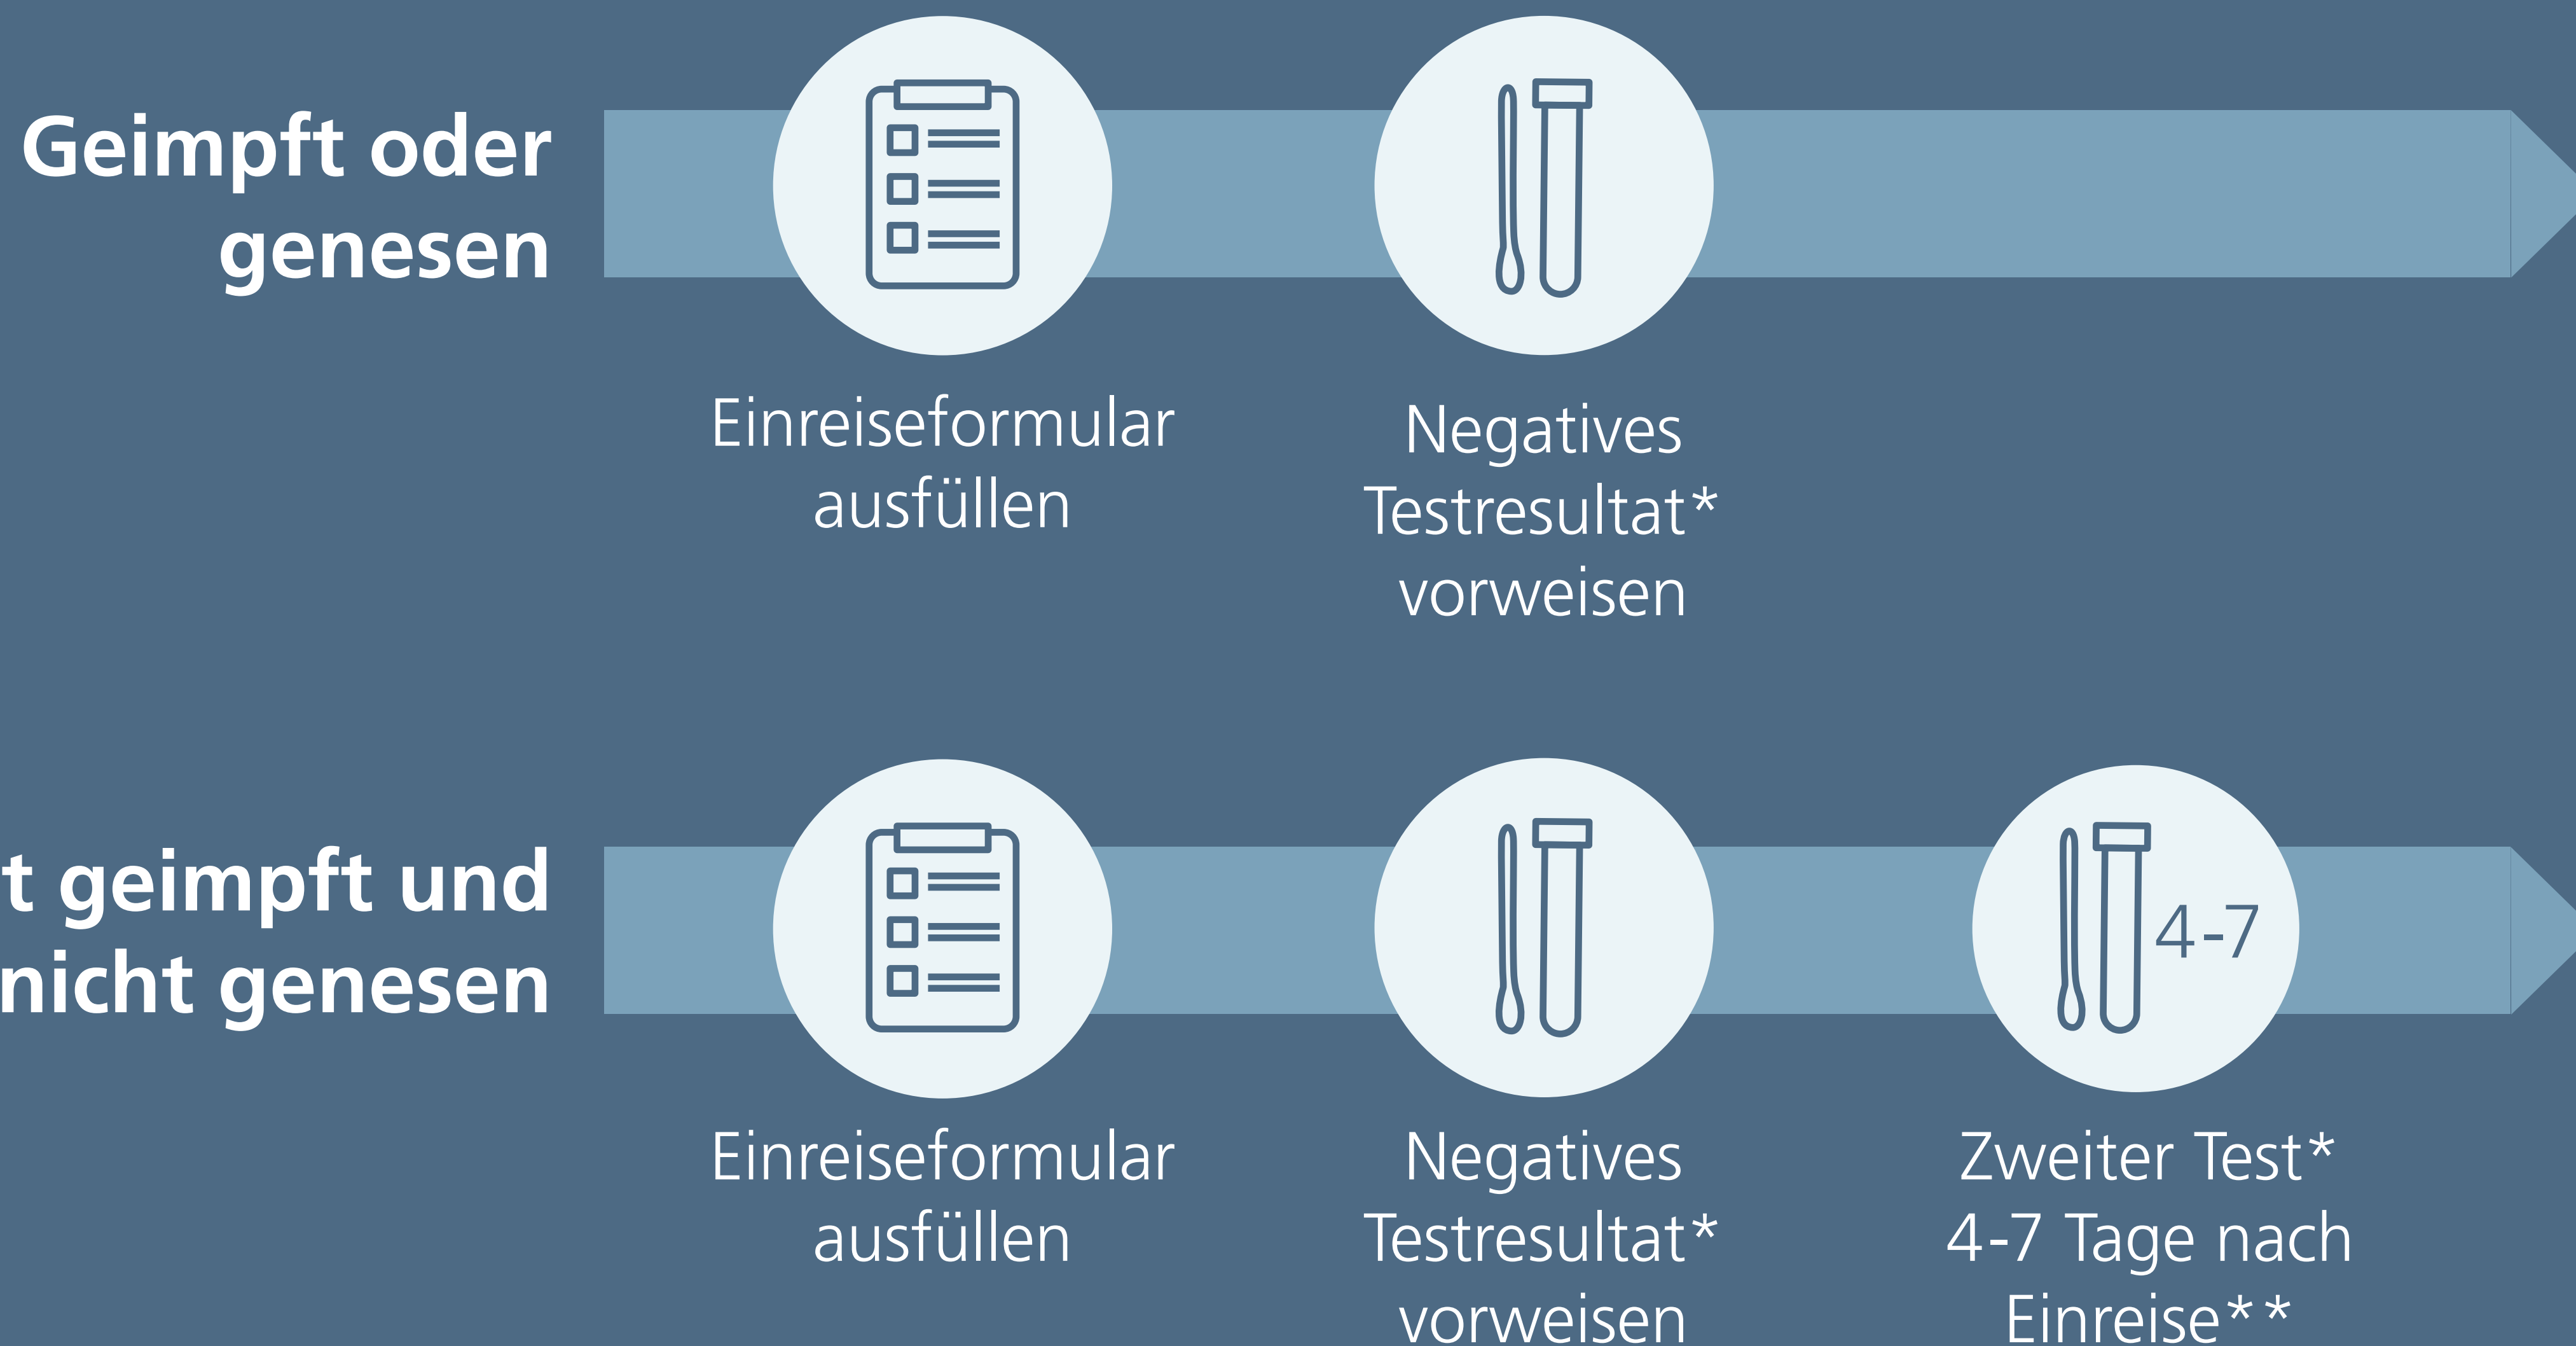 Geimpft oder
genesen
Einreiseformular
ausfüllen
Negatives
Testresultat*
vorweisen
t geimpft und
nicht genesen
4-7
Einreiseformular
ausfüllen
Negatives
Testresultat*
vorweisen
Zweiter Test*
4-7 Tage nach
Einreise**